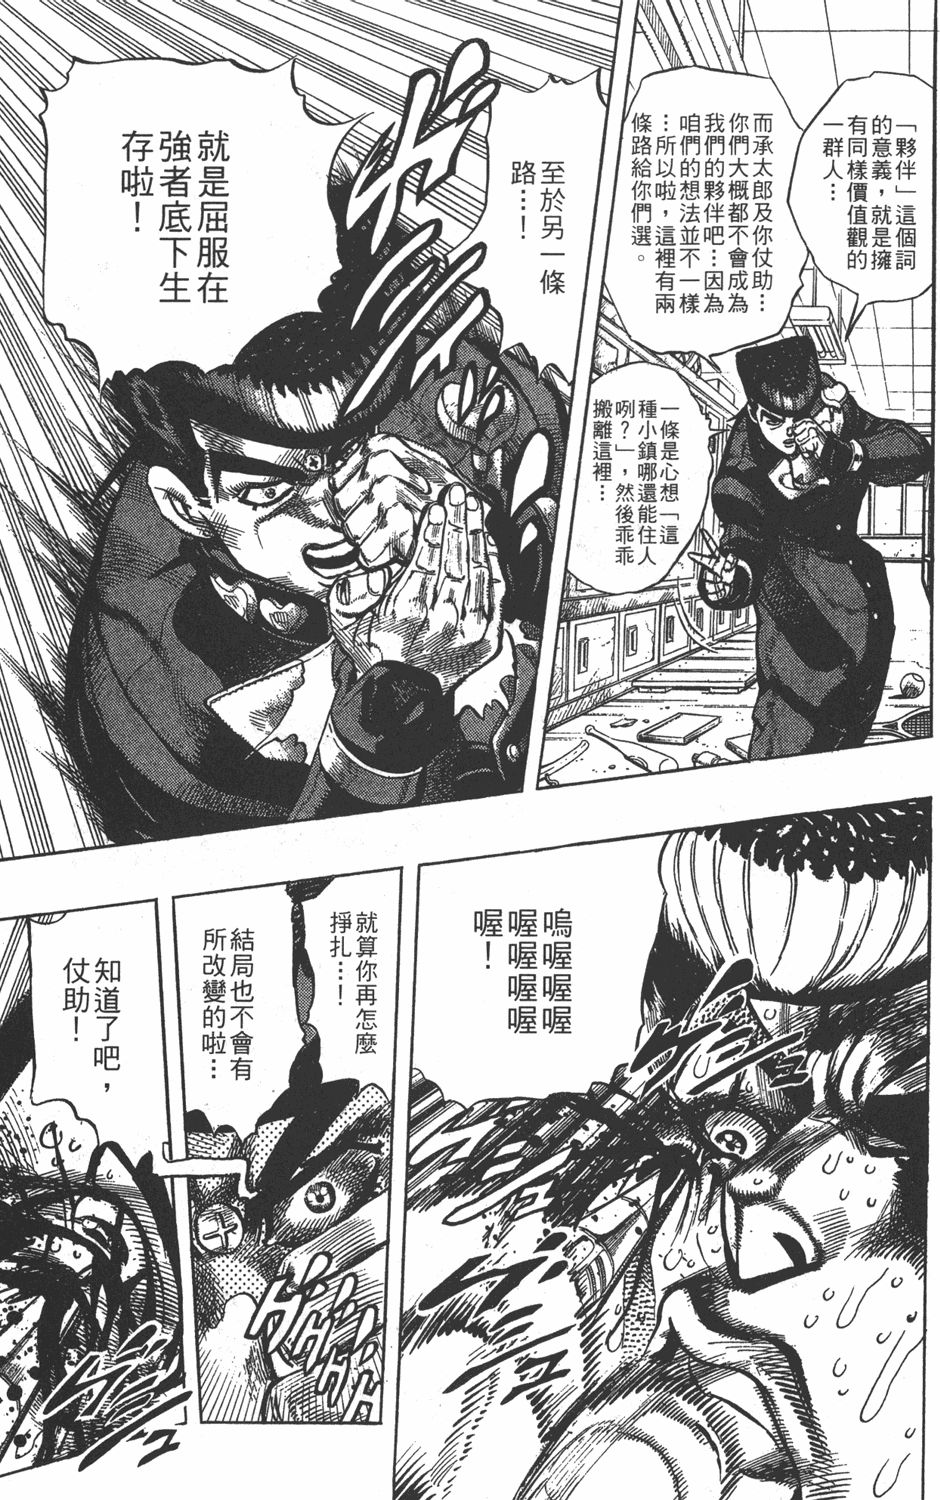 「夥伴」這個詞
的意義，就是擁
有同樣價值觀的
一群人…
而承太郎及你仗助…
你們大概都不會成為
我們的夥伴吧…因為
咱們的想法並不一樣
…所以啦，這裡有兩
條路給你們選。
一條是心想「這
種小鎮哪還能住人
咧？」，然後乖乖
搬離這裡…
至於另一條
路…！
就是屈服在
強者底下生
存啦！
嗚喔喔喔
喔喔喔喔
喔！
就算你再怎麼
掙扎…！
結局也不會有
所改變的啦…
知道了吧，
仗助！